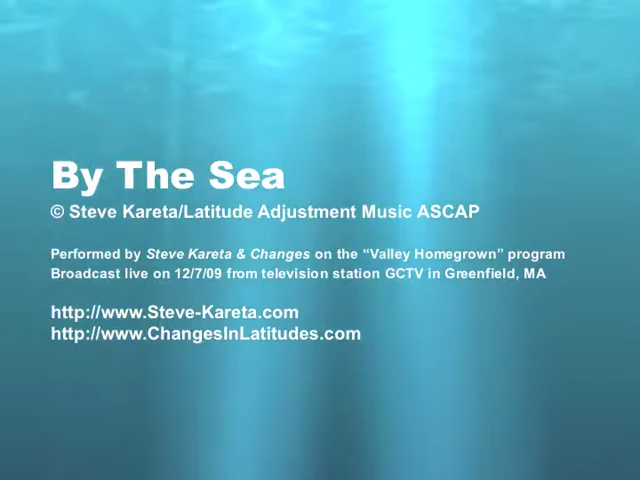 By The Sea
© Steve Kareta/Latitude Adjustment Music ASCAP
Performed by Steve Kareta & Changes on the “Valley Homegrown” program
Broadcast live on 12/7/09 from television station GCTV in Greenfield, MA
http://www.Steve-Kareta.com
http://www.ChangesInLatitudes.com